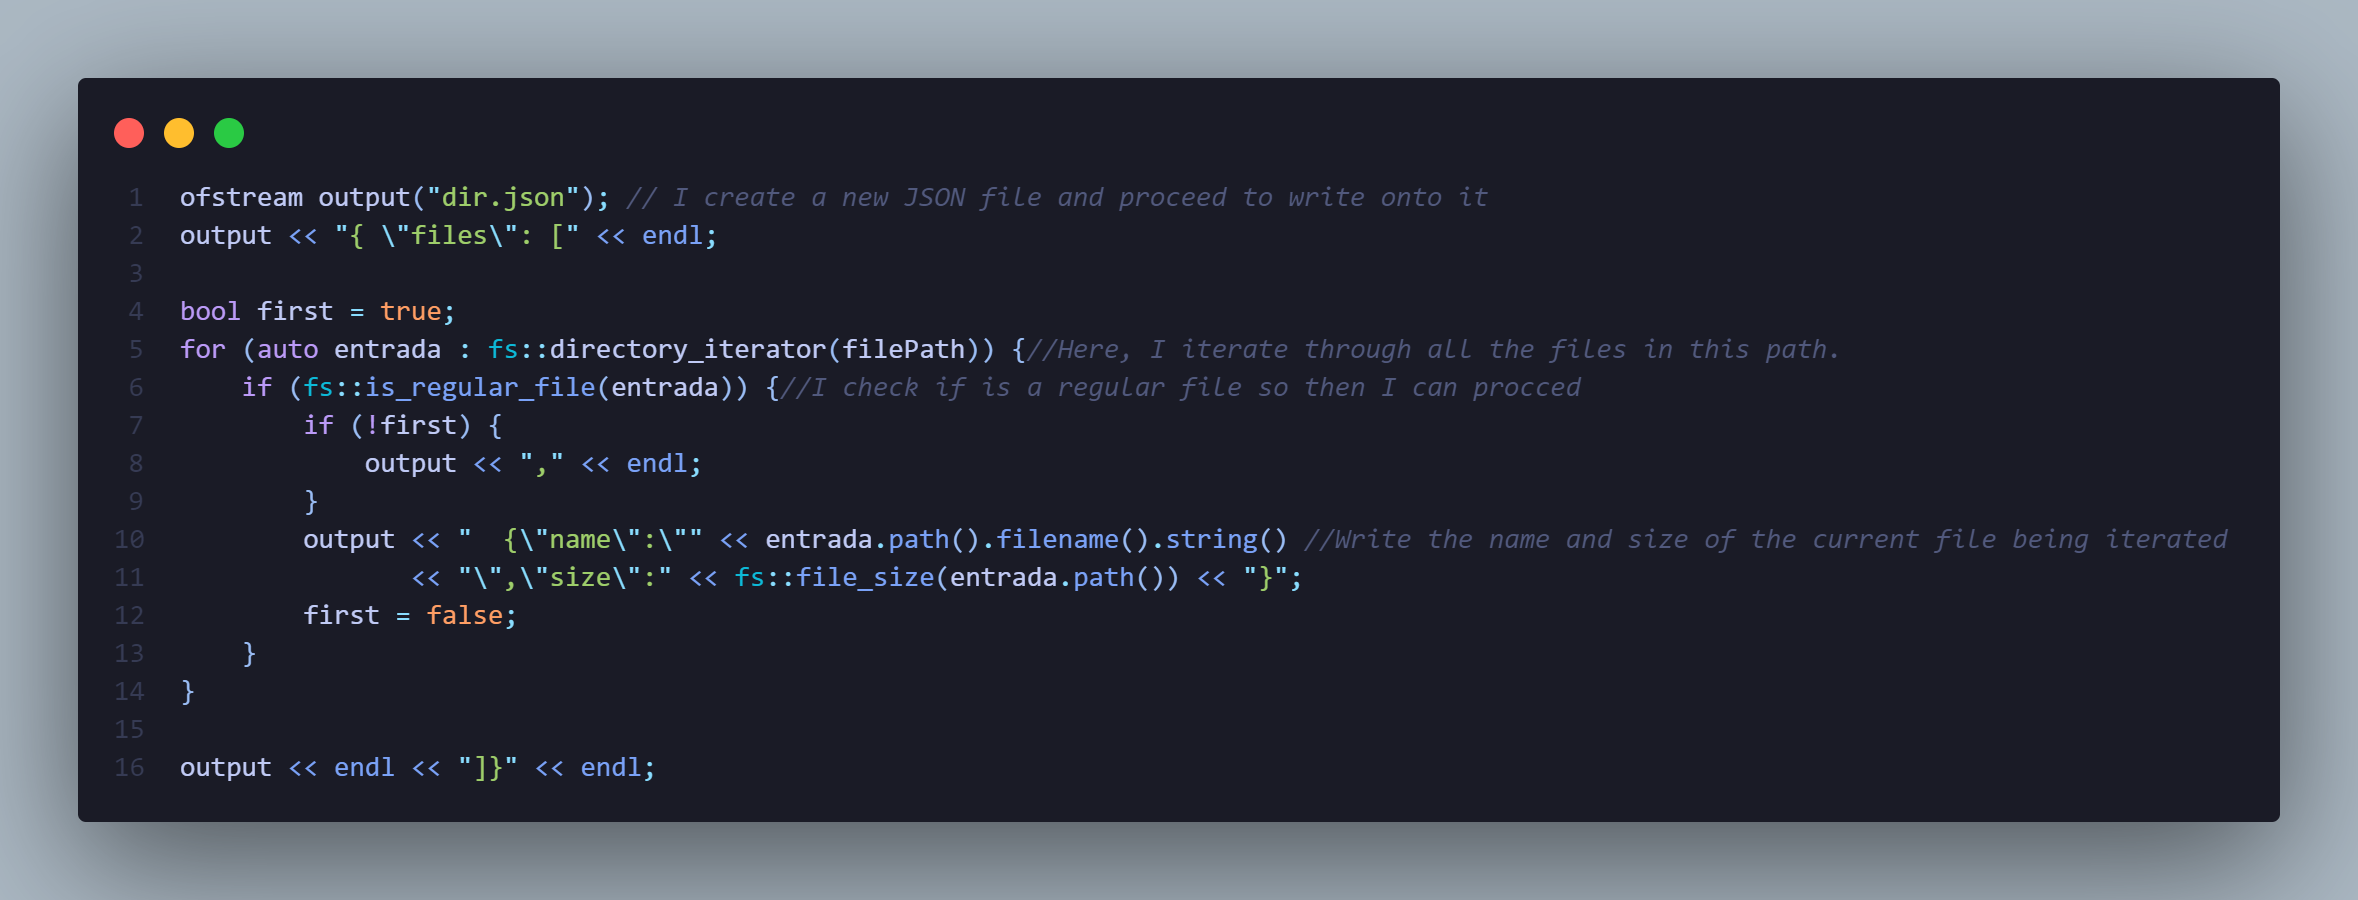 1 ofstream output("dir.json"); // I create a new JSON file and proceed to write onto it
2 output << "{ \"files\": [" << endl;
3
4 bool first = true;
5 for (auto entrada : fs::directory_iterator(filePath)) {//Here, I iterate through all the files in this path.
6     if (fs::is_regular_file(entrada)) {//I check if is a regular file so then I can procced
7         if (!first) {
8             output << "," << endl;
9         }
10         output << "  {\"name\":\"" << entrada.path().filename().string() //Write the name and size of the current file being iterated
11                << "\",\"size\":" << fs::file_size(entrada.path()) << "}";
12         first = false;
13     }
14 }
15
16 output << endl << "]}" << endl;